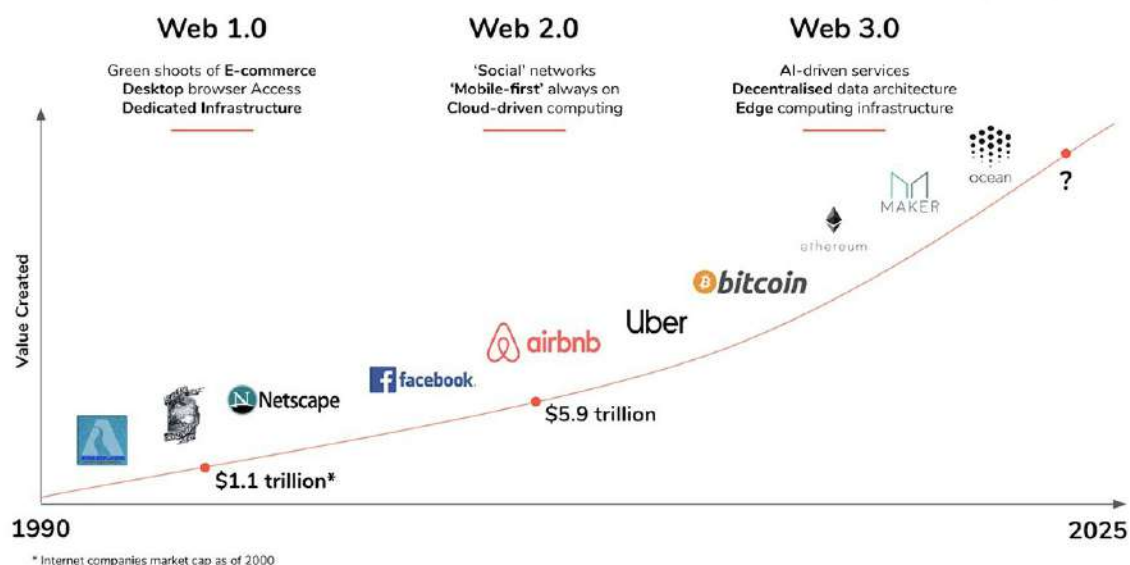 Web 1.0
Green shoots of E-commerce
Desktop browser Access
Dedicated Infrastructure
Web 2.0
'Social' networks
'Mobile-first' always on
Cloud-driven computing
Web 3.0
AI-driven services
Decentralised data architecture
Edge computing infrastructure
Value Created
Netscape
facebook.
airbnb
Uber
bitcoin
ethereum
MAKER
ocean
$1.1 trillion*
$5.9 trillion
?
1990
2025
* Internet companies market cap as of 2000